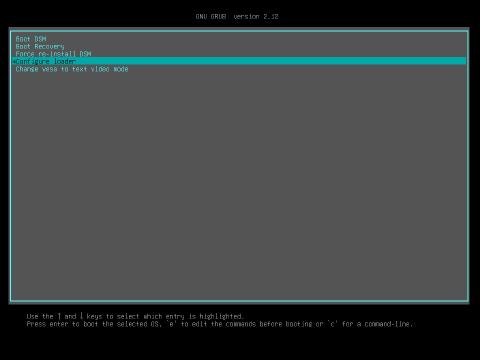 GNU GRUB  version 2.12
Boot DSM
Boot Recovery
Force re-install DSM
*Configure loader
Change vesa to text video mode
Use the ↑ and ↓ keys to select which entry is highlighted.
Press enter to boot the selected OS, `e' to edit the commands before booting or `c' for a command-line.